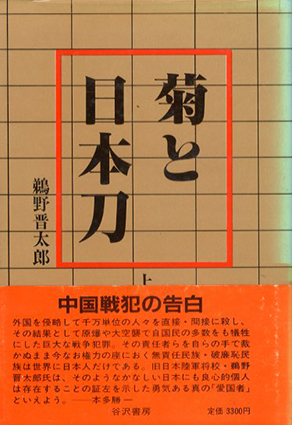 菊と
日本刀
鵜野晋太郎
上
中国戦犯の告白
外国を侵略して千万単位の人々を直接・間接に殺し、
その結果として原爆や大空襲で自国民の多数をも犠牲
にした巨大な戦争犯罪。その責任者らを自らの手で裁
かぬまま今なお権力の座におく無責任民族・破廉恥民
族は世界に日本人だけである。旧日本陸軍将校・鵜野
晋太郎氏は、そのようななかしい日本にも良心的個人
は存在することの証左を示した勇気ある真の「愛国者」
といえよう。──本多勝一
谷沢書房
定価 3300円